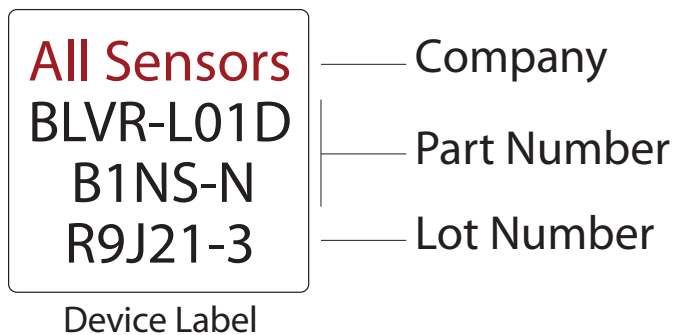 All Sensors
BLVR-L01D
B1NS-N
R9J21-3
Company
Part Number
Lot Number
Device Label